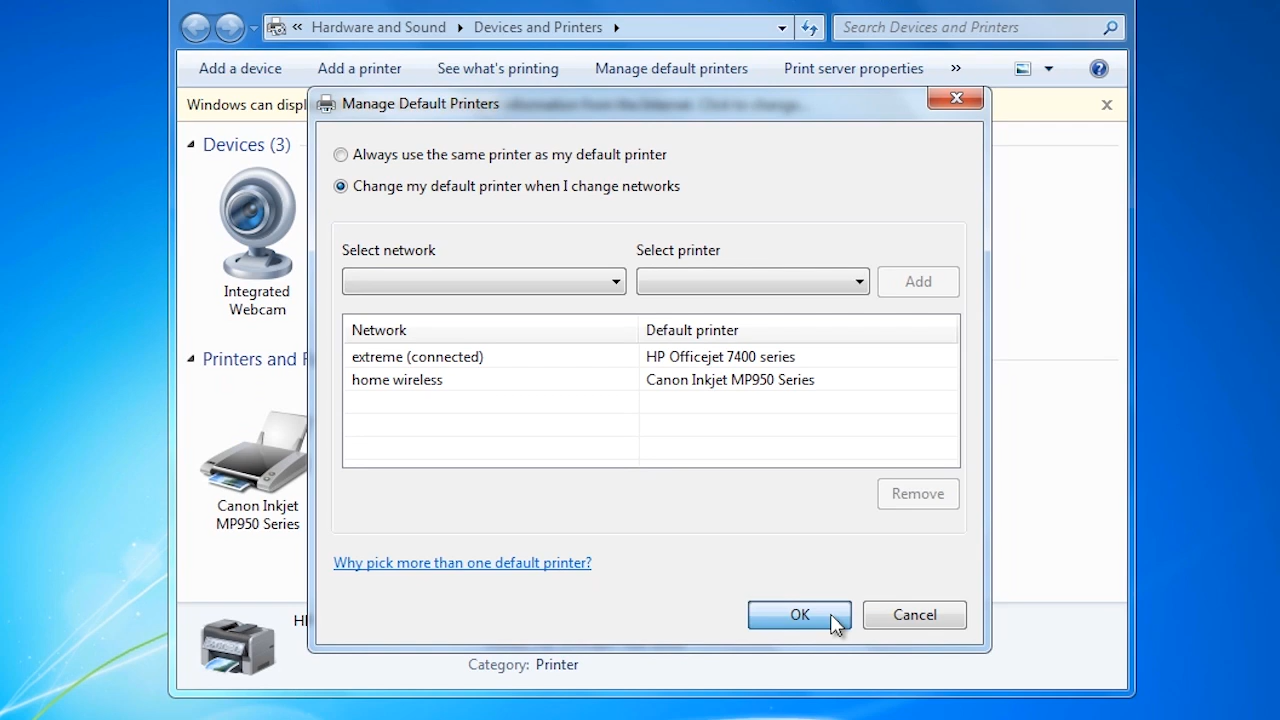 « Hardware and Sound Devices and Printers Search Devices and Printers
Add a device Add a printer See what's printing Manage default printers Print server properties »
Windows can displ
Manage Default Printers
Devices (3)
Integrated
Webcam
Printers and F
Canon Inkjet
MP950 Series
Always use the same printer as my default printer
Change my default printer when I change networks
Select network Select printer
Add
Network Default printer
extreme (connected) HP Officejet 7400 series
home wireless Canon Inkjet MP950 Series
Remove
Why pick more than one default printer?
OK Cancel
H
Category: Printer